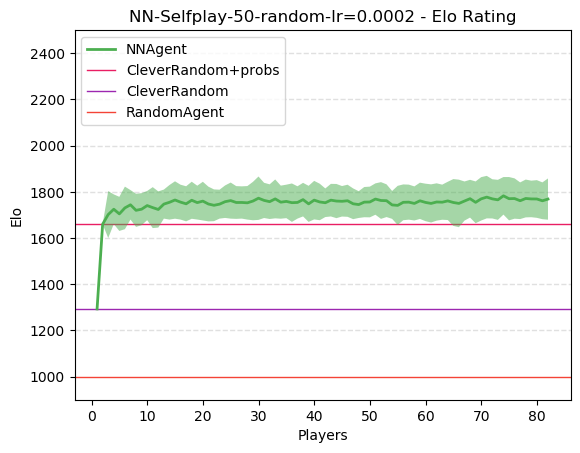 NN-Selfplay-50-random-lr=0.0002 - Elo Rating
NNAgent
CleverRandom+probs
CleverRandom
RandomAgent
2400
2200
2000
1800
1600
1400
1200
1000
Elo
0 10 20 30 40 50 60 70 80
Players